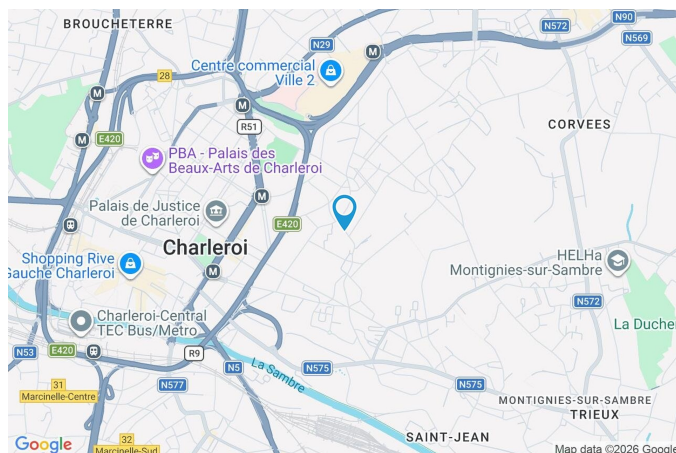 BROUCHETERRE
N29
N572
N90
N569
Centre commercial
Ville 2
M
28
M
M
R51
E420
CORVEES
M
PBA - Palais des
Beaux-Arts de Charleroi
M
Palais de Justice
de Charleroi
E420
Charleroi
Shopping Rive
Gauche Charleroi
M
HELHa
Montignies-sur-Sambre
N572
Charleroi-Central
TEC Bus/Metro
La Sambre
La Ducher
N53
E420
R9
N5
N575
31
Marcinelle-Centre
N577
N575
MONTIGNIES-SUR-SAMBRE
TRIEUX
32
Marcinelle-Sud
SAINT-JEAN
Google
Map data ©2026 Google